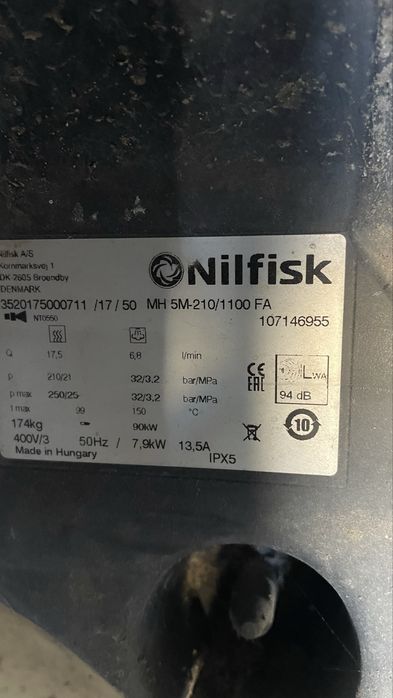 Nilfisk A/S
Kornmarksvej 1
DK-2605 Broendby
DENMARK
Nilfisk
3520175000711 /17 / 50 MH 5M-210/1100 FA
107146955
NT0550
Q 17,5 6,8 l/min
p 210/21 32/3.2 bar/MPa
p max 250/25 32/3.2 bar/MPa
t max 99 150 °C
174kg 90kW
400V/3 50Hz / 7,9kW 13,5A
Made in Hungary IPX5
CE
EAC
LWA
94 dB
10